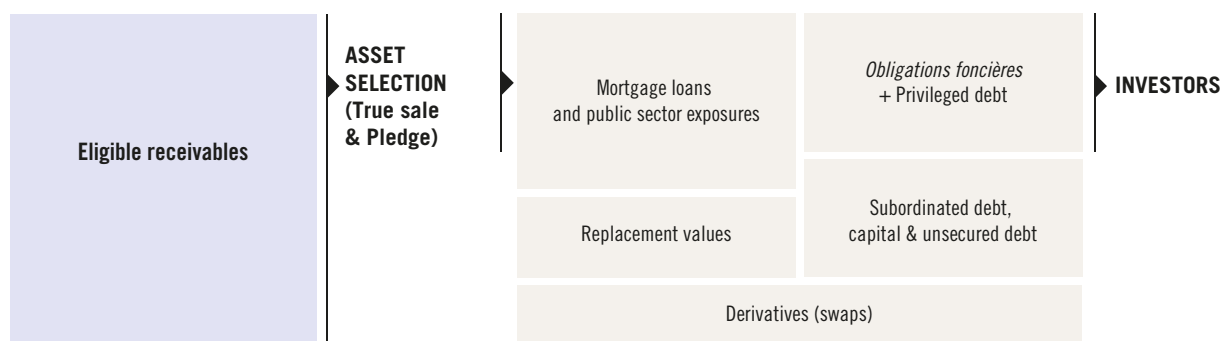 Eligible receivables
ASSET
SELECTION
(True sale
& Pledge)
Mortgage loans
and public sector exposures
Replacement values
Obligations foncières
+ Privileged debt
Subordinated debt,
capital & unsecured debt
Derivatives (swaps)
INVESTORS